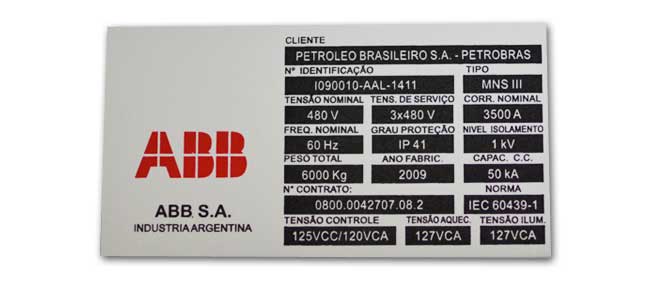 CLIENTE
PETROLEO BRASILEIRO S.A. - PETROBRAS
Nº IDENTIFICAÇÃO TIPO
I090010-AAL-1411 MNS III
TENSÃO NOMINAL TENS. DE SERVIÇO CORR. NOMINAL
480 V 3x480 V 3500 A
FREQ. NOMINAL GRAU PROTEÇÃO NIVEL ISOLAMENTO
60 Hz IP 41 1 kV
PESO TOTAL ANO FABRIC. CAPAC. C.C.
6000 Kg 2009 50 kA
Nº CONTRATO: NORMA
0800.0042707.08.2 IEC 60439-1
TENSÃO CONTROLE TENSÃO AQUEC. TENSÃO ILUM.
125VCC/120VCA 127VCA 127VCA
ABB
ABB, S.A.
INDUSTRIA ARGENTINA